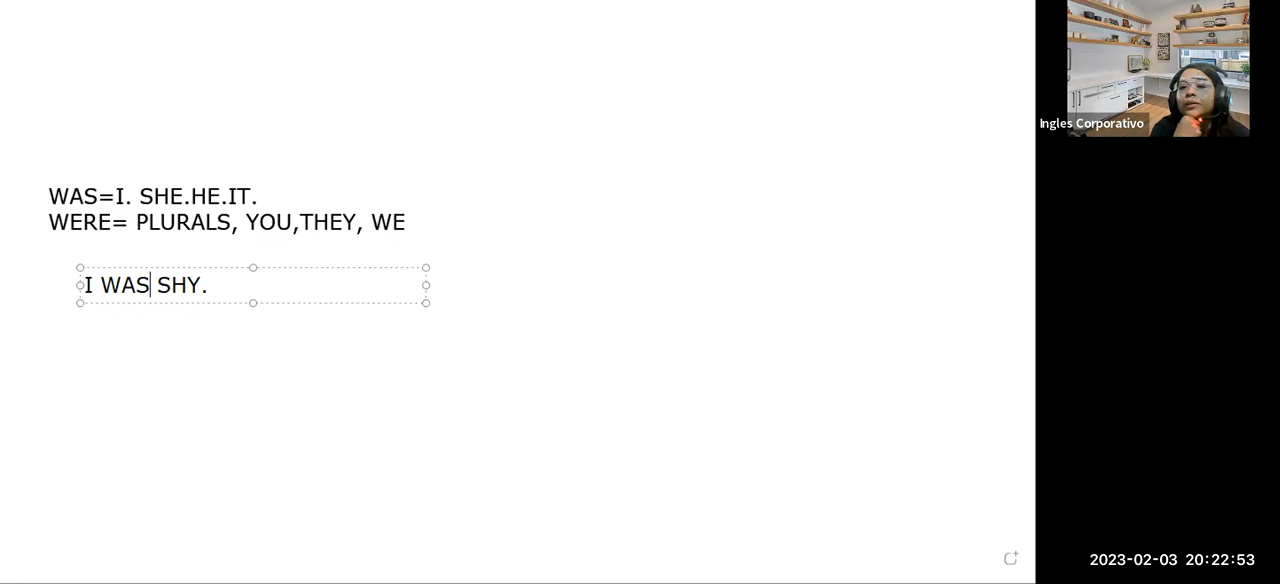 WAS=I. SHE.HE.IT.
WERE= PLURALS, YOU,THEY, WE
I WAS SHY.
Ingles Corporativo
2023-02-03 20:22:53